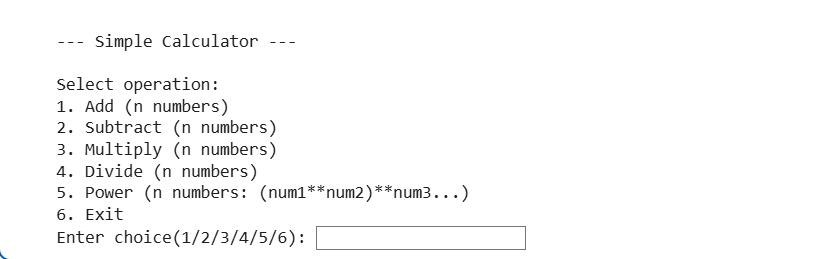 --- Simple Calculator ---
Select operation:
1. Add (n numbers)
2. Subtract (n numbers)
3. Multiply (n numbers)
4. Divide (n numbers)
5. Power (n numbers: (num1**num2)**num3...)
6. Exit
Enter choice(1/2/3/4/5/6):